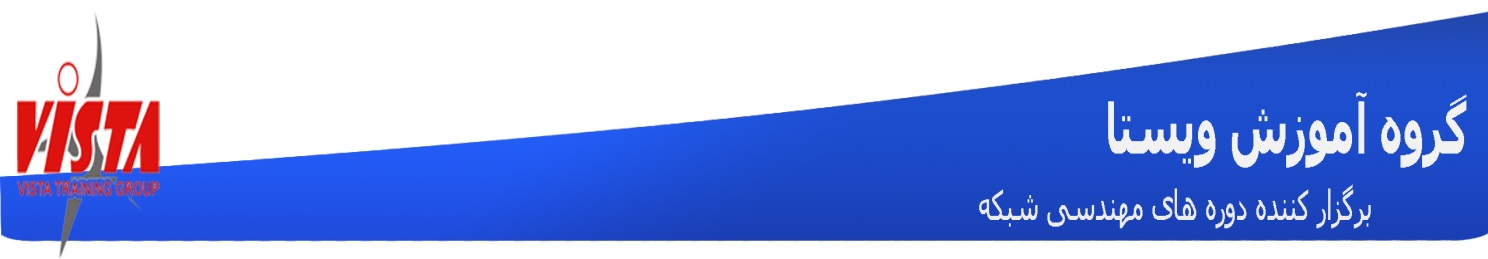 گروه آموزش ویستا
برگزار کننده دوره های مهندسی شبکه
VISTA
VISTA TRAINING GROUP